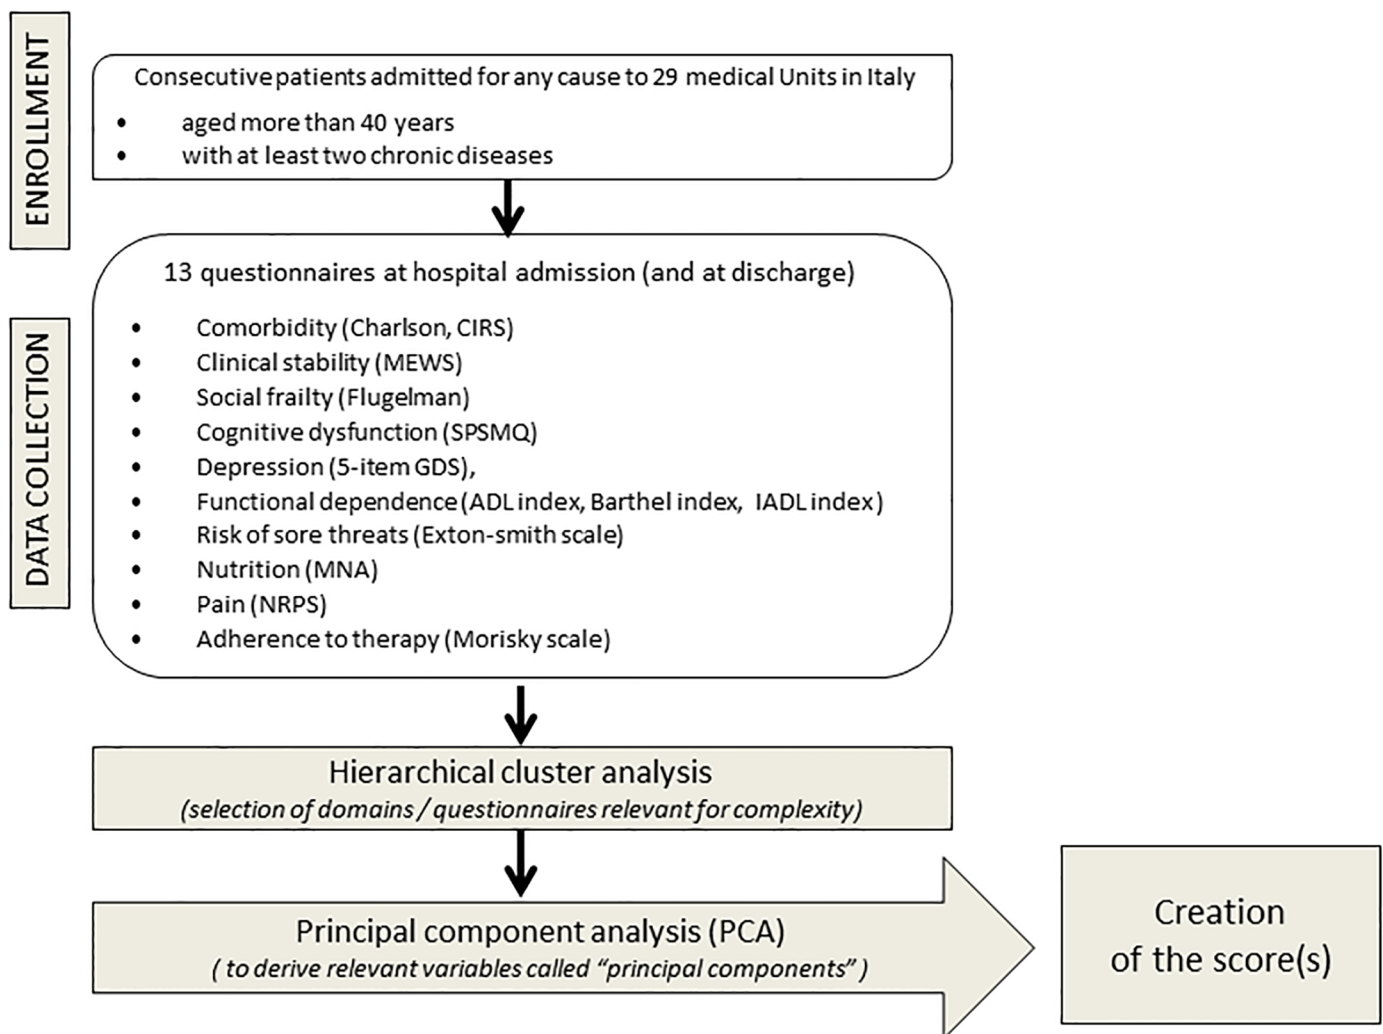 ENROLLMENT
Consecutive patients admitted for any cause to 29 medical Units in Italy
• aged more than 40 years
• with at least two chronic diseases
DATA COLLECTION
13 questionnaires at hospital admission (and at discharge)
• Comorbidity (Charlson, CIRS)
• Clinical stability (MEWS)
• Social frailty (Flugelman)
• Cognitive dysfunction (SPSMQ)
• Depression (5-item GDS),
• Functional dependence (ADL index, Barthel index, IADL index)
• Risk of sore threats (Exton-smith scale)
• Nutrition (MNA)
• Pain (NRPS)
• Adherence to therapy (Morisky scale)
Hierarchical cluster analysis
(selection of domains / questionnaires relevant for complexity)
Principal component analysis (PCA)
( to derive relevant variables called “principal components” )
Creation
of the score(s)